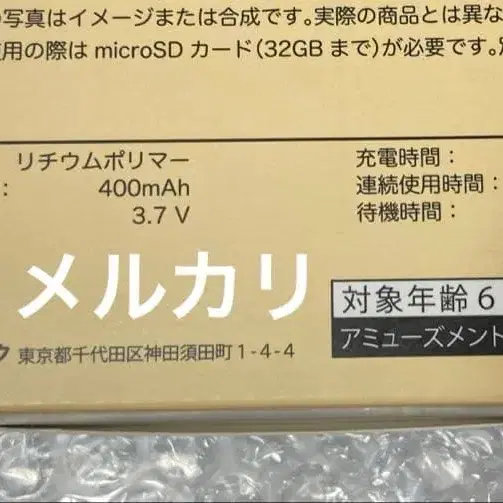 写真はイメージまたは合成です。実際の商品とは異な
用の際は microSD カード（32GB まで）が必要です。
リチウムポリマー 充電時間：
： 400mAh 連続使用時間：
3.7 V 待機時間：
メルカリ
対象年齢 6
アミューズメント
ク 東京都千代田区神田須田町 1-4-4